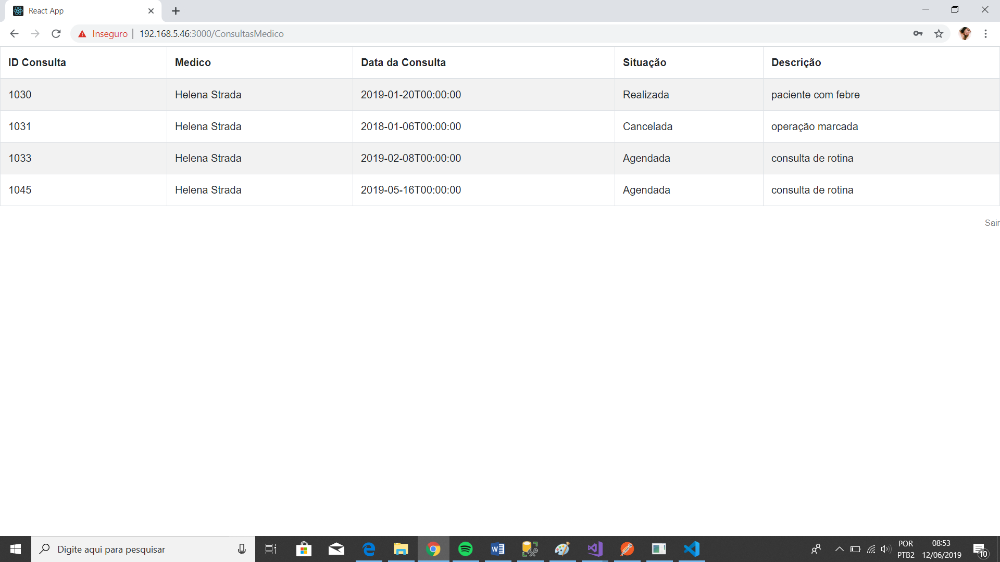 React App
Inseguro 192.168.5.46:3000/ConsultasMedico
ID Consulta Medico Data da Consulta Situação Descrição
1030 Helena Strada 2019-01-20T00:00:00 Realizada paciente com febre
1031 Helena Strada 2018-01-06T00:00:00 Cancelada operação marcada
1033 Helena Strada 2019-02-08T00:00:00 Agendada consulta de rotina
1045 Helena Strada 2019-05-16T00:00:00 Agendada consulta de rotina
Sair
Digite aqui para pesquisar
POR 08:53
PTB2 12/06/2019 10